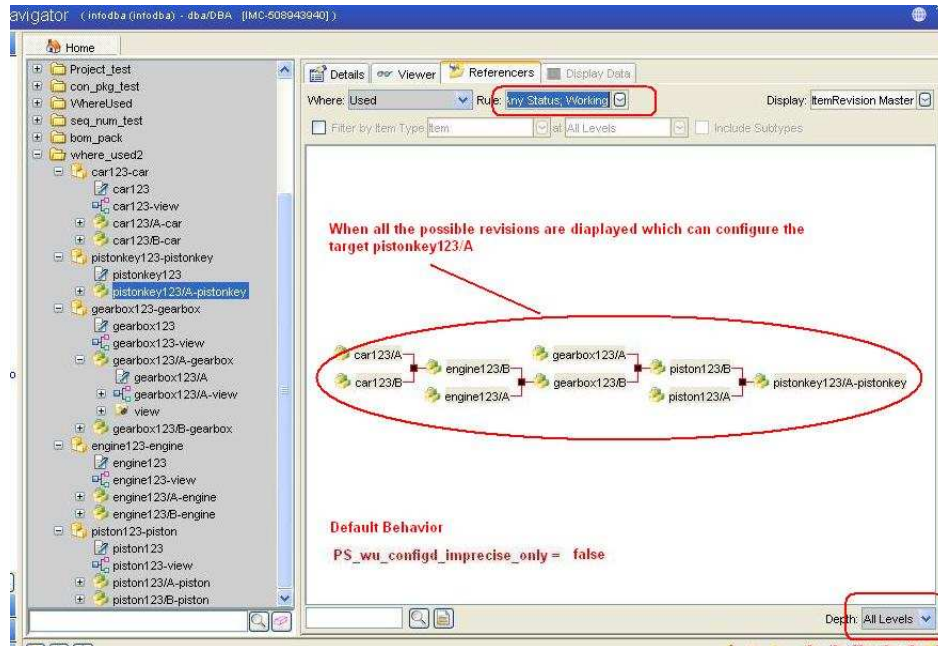 avigator (infodba (infodba) - dba/DBA [IMC-508943940] )
Home
Project_test
con_pkg_test
WhereUsed
seq_num_test
bom_pack
where_used2
car123-car
car123
car123-view
car123/A-car
car123/B-car
pistonkey123-pistonkey
pistonkey123
pistonkey123/A-pistonkey
gearbox123-gearbox
gearbox123
gearbox123-view
gearbox123/A-gearbox
gearbox123/A
gearbox123/A-view
view
gearbox123/B-gearbox
engine123-engine
engine123
engine123-view
engine123/A-engine
engine123/B-engine
piston123-piston
piston123
piston123-view
piston123/A-piston
piston123/B-piston
Details Viewer Referencers Display Data
Where: Used Rule: Any Status; Working Display: ItemRevision Master
Filter by Item Type Item at All Levels Include Subtypes
When all the possible revisions are diaplayed which can configure the
target pistonkey123/A
car123/A
car123/B
engine123/B
engine123/A
gearbox123/A
gearbox123/B
piston123/B
piston123/A
pistonkey123/A-pistonkey
Default Behavior
PS_wu_configd_imprecise_only = false
Depth: All Levels